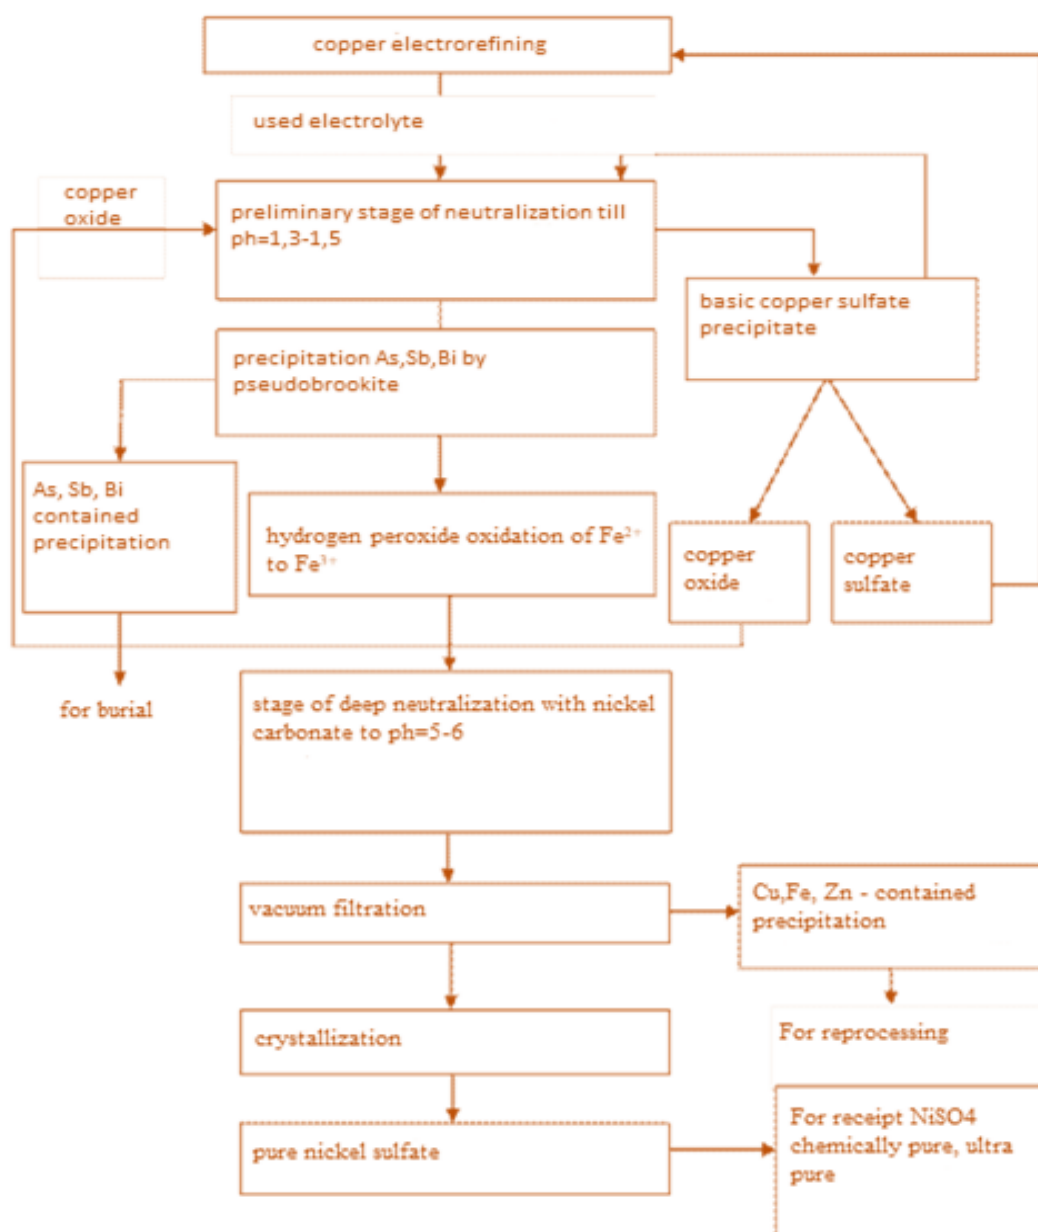 copper electrorefining
used electrolyte
copper
oxide
preliminary stage of neutralization till
ph=1,3-1,5
basic copper sulfate
precipitate
precipitation As,Sb,Bi by
pseudobrookite
As, Sb, Bi
contained
precipitation
hydrogen peroxide oxidation of Fe²⁺
to Fe³⁺
copper
oxide
copper
sulfate
for burial
stage of deep neutralization with nickel
carbonate to ph=5-6
vacuum filtration
Cu,Fe, Zn - contained
precipitation
crystallization
For reprocessing
pure nickel sulfate
For receipt NiSO4
chemically pure, ultra
pure